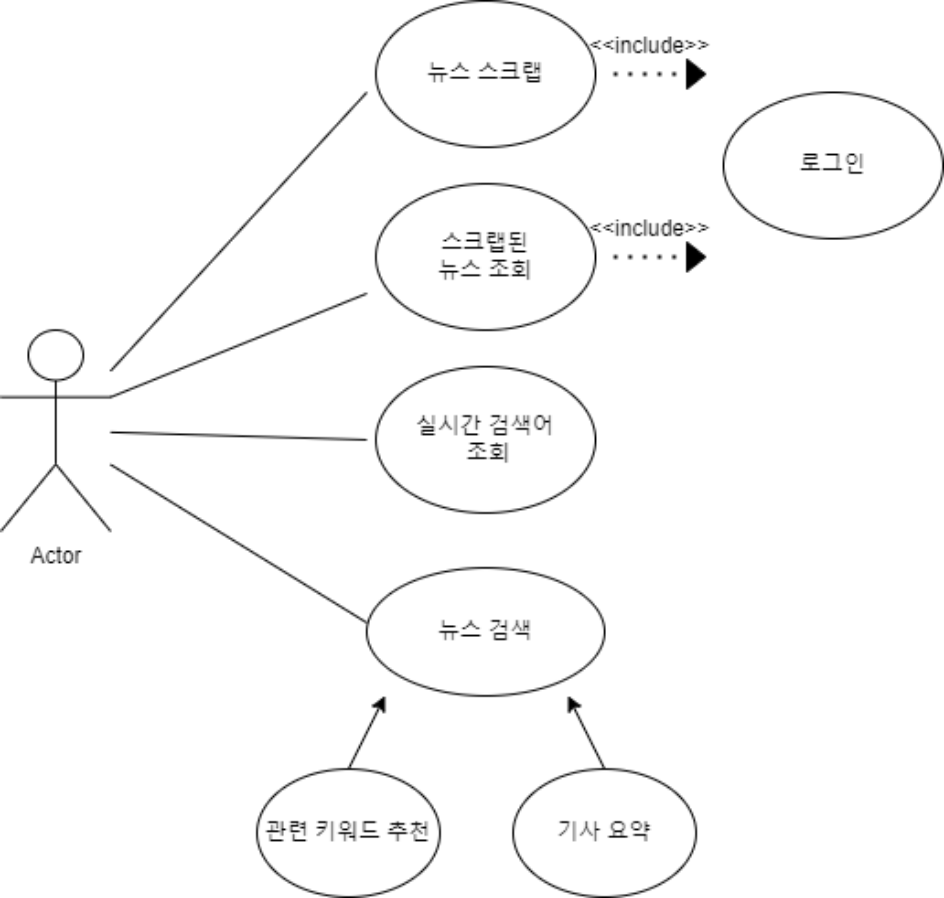 뉴스 스크랩
<<include>>
로그인
스크랩된
뉴스 조회
<<include>>
실시간 검색어
조회
Actor
뉴스 검색
관련 키워드 추천
기사 요약